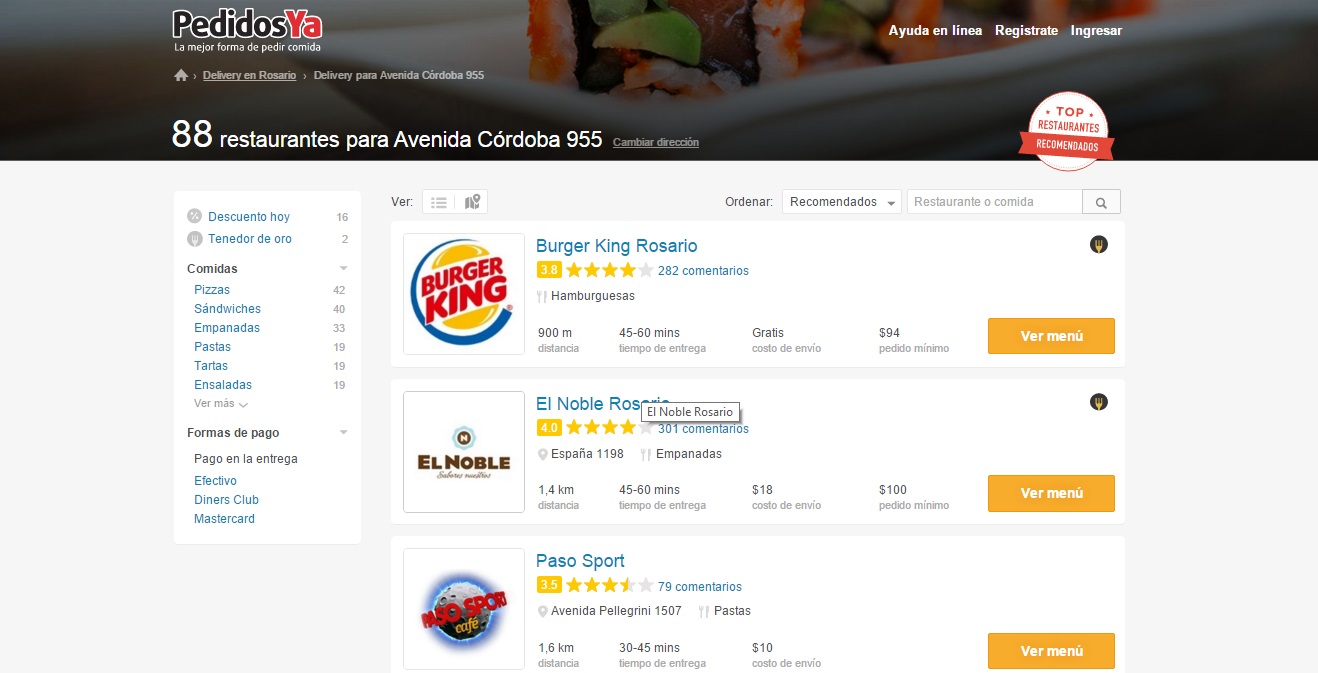 PedidosYa
La mejor forma de pedir comida
Ayuda en línea Registrate Ingresar
› Delivery en Rosario › Delivery para Avenida Córdoba 955
88 restaurantes para Avenida Córdoba 955 Cambiar dirección
TOP
RESTAURANTES
RECOMENDADOS
Descuento hoy 16
Tenedor de oro 2
Comidas
Pizzas 42
Sándwiches 40
Empanadas 33
Pastas 19
Tartas 19
Ensaladas 19
Ver más
Formas de pago
Pago en la entrega
Efectivo
Diners Club
Mastercard
Ver: Ordenar: Recomendados Restaurante o comida
BURGER
KING
Burger King Rosario
3.8 282 comentarios
Hamburguesas
900 m 45-60 mins Gratis $94
distancia tiempo de entrega costo de envío pedido mínimo
Ver menú
N
EL NOBLE
Sabores nuestros
El Noble Rosario
El Noble Rosario
4.0 301 comentarios
España 1198 Empanadas
1,4 km 45-60 mins $18 $100
distancia tiempo de entrega costo de envío pedido mínimo
Ver menú
PASO SPORT
café
Paso Sport
3.5 79 comentarios
Avenida Pellegrini 1507 Pastas
1,6 km 30-45 mins $10
distancia tiempo de entrega costo de envío
Ver menú